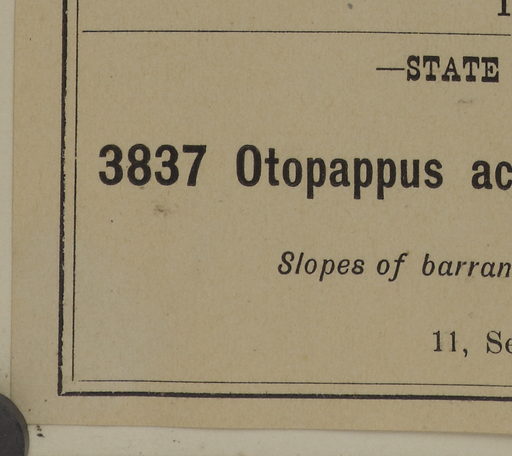 —STATE
3837 Otopappus ac
Slopes of barran
11, Se